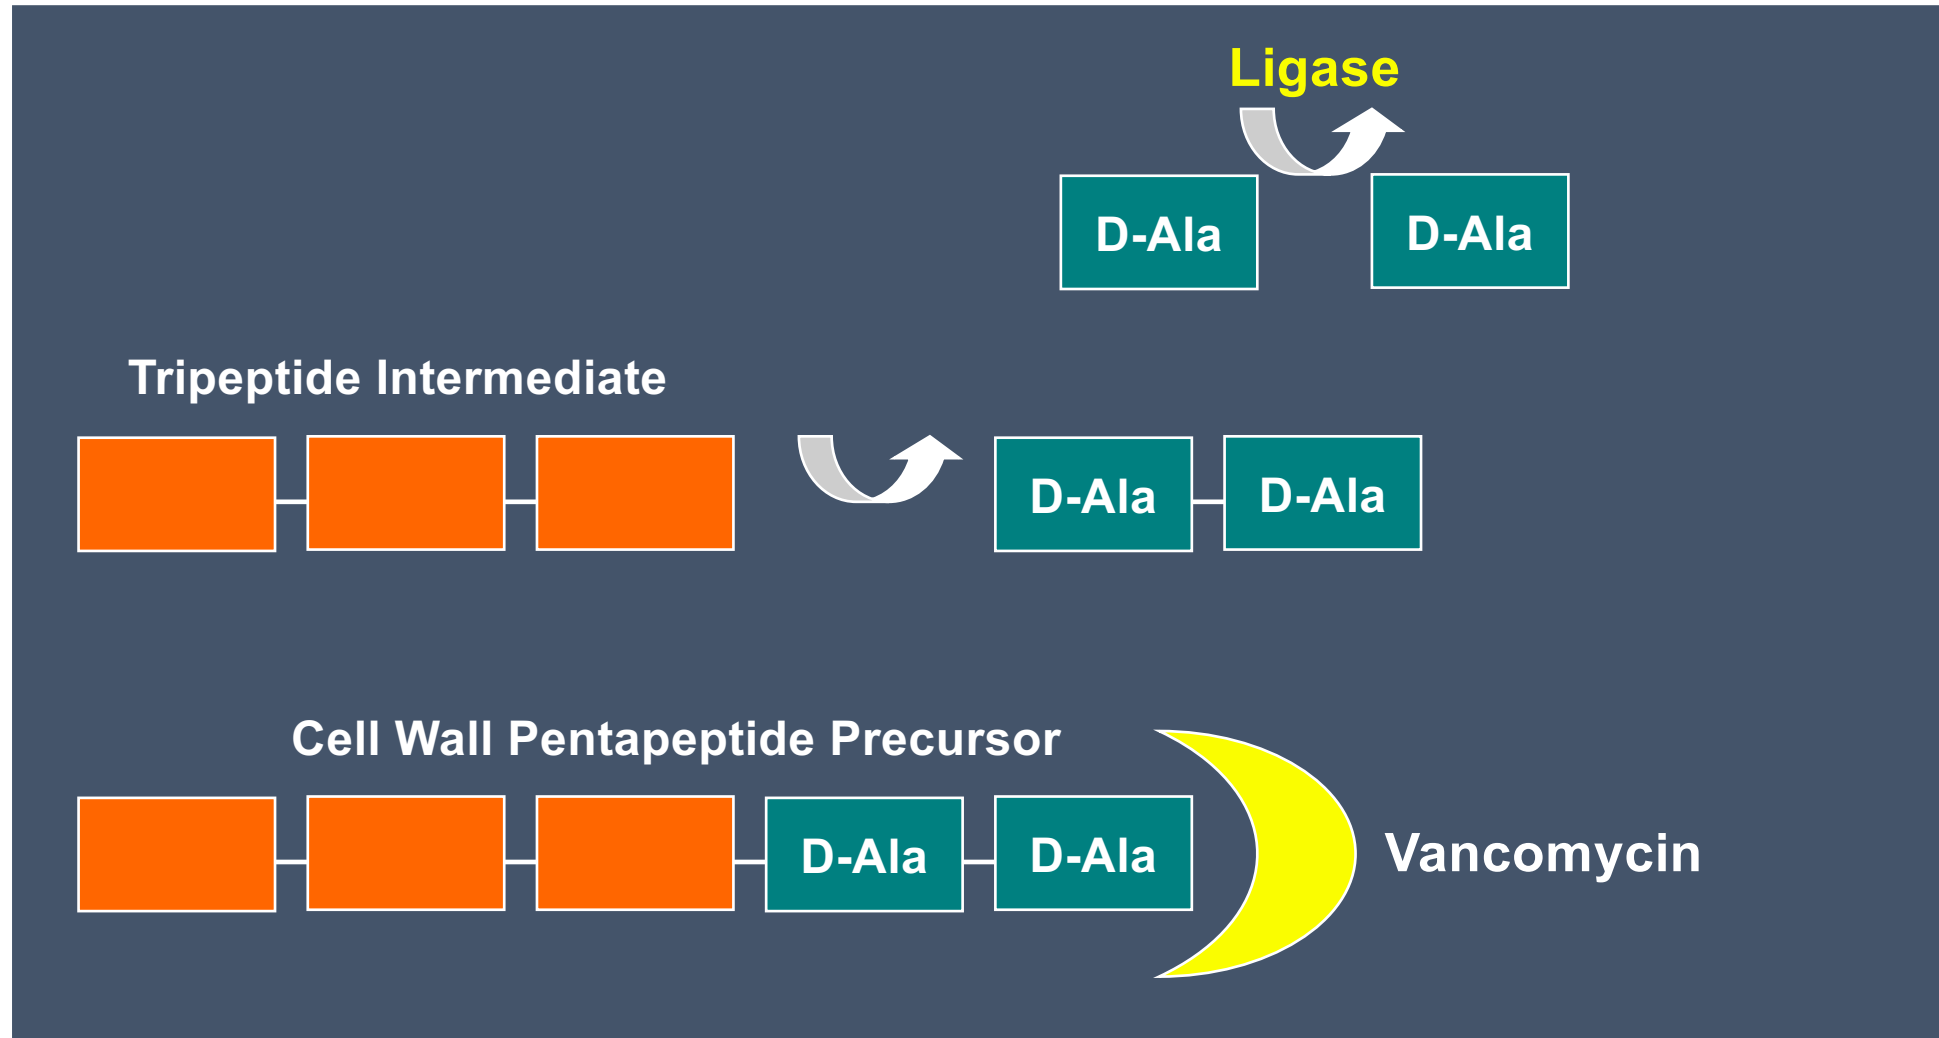 Ligase
D-Ala D-Ala
Tripeptide Intermediate
D-Ala D-Ala
Cell Wall Pentapeptide Precursor
D-Ala D-Ala Vancomycin